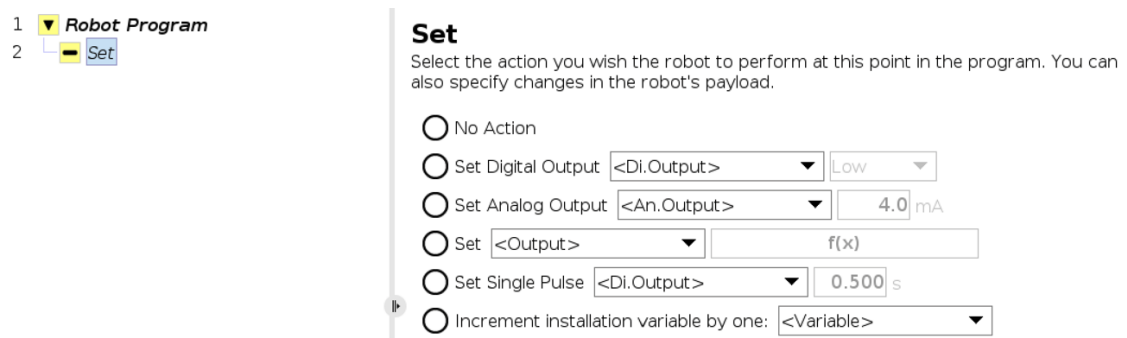 1 Robot Program
2 Set
Set
Select the action you wish the robot to perform at this point in the program. You can
also specify changes in the robot's payload.
No Action
Set Digital Output <Di.Output> Low
Set Analog Output <An.Output> 4.0 mA
Set <Output> f(x)
Set Single Pulse <Di.Output> 0.500 s
Increment installation variable by one: <Variable>